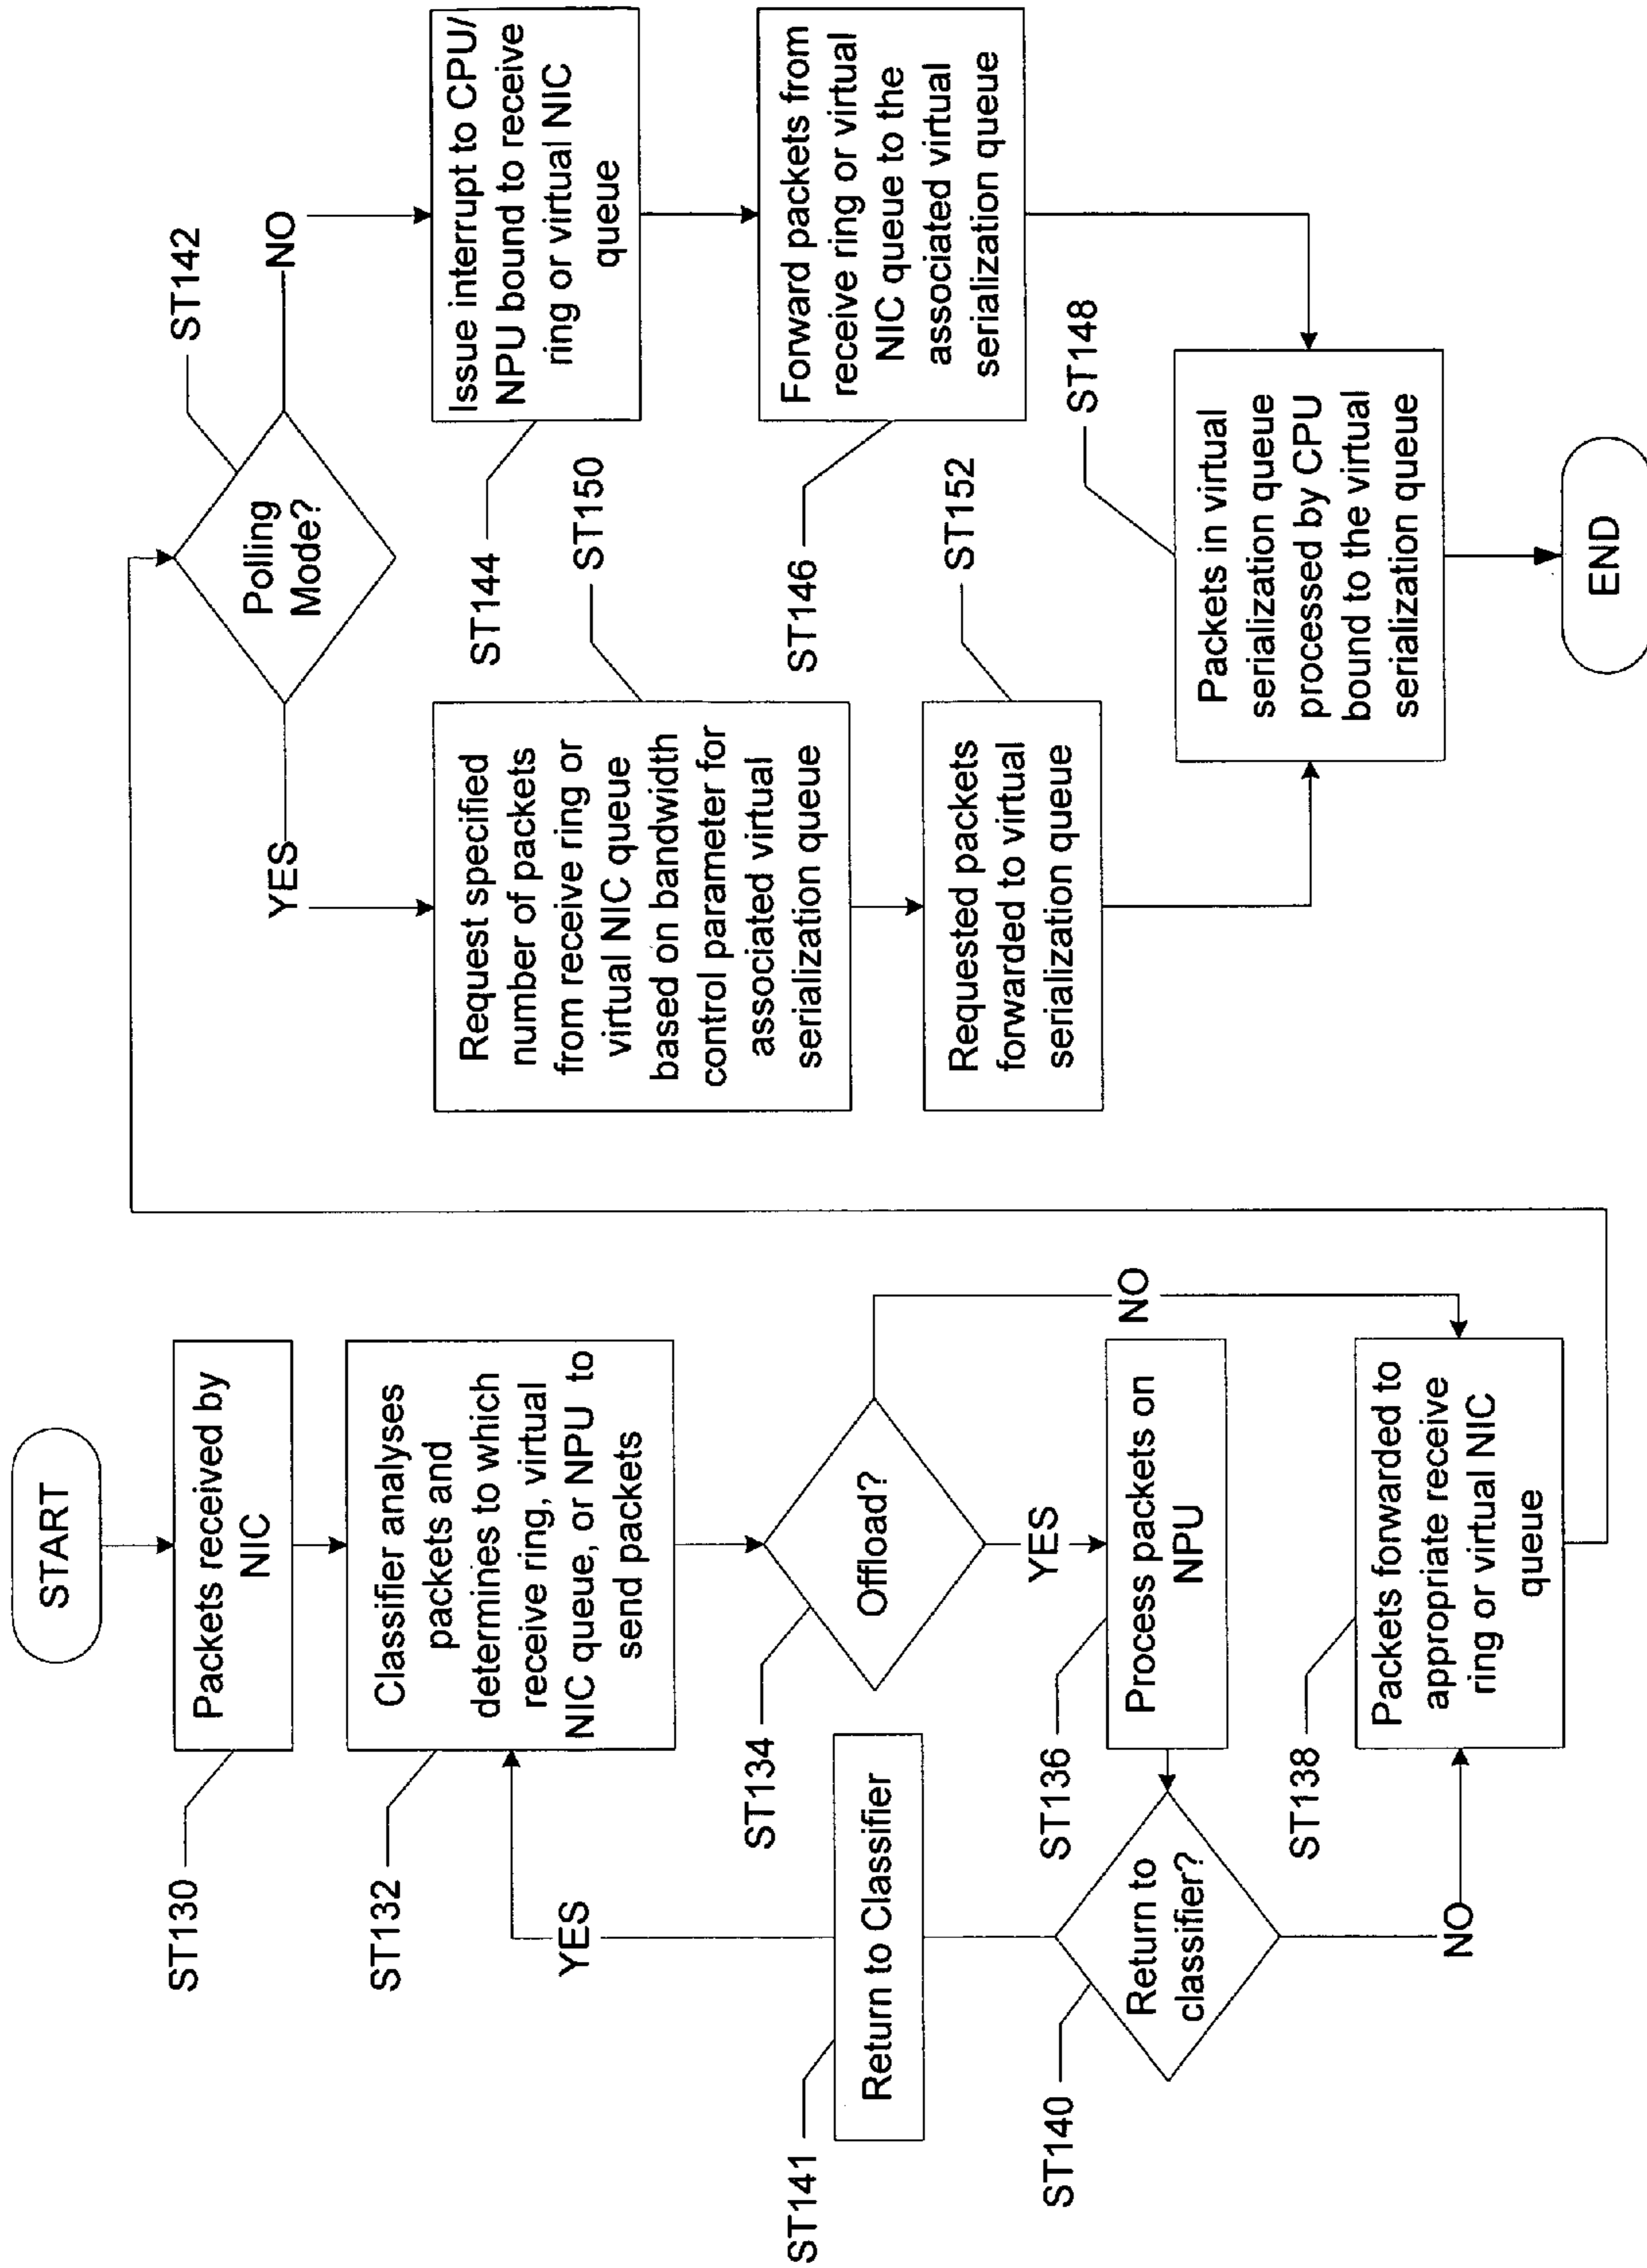 START
ST130
Packets received by
NIC
ST132
Classifier analyses
packets and
determines to which
receive ring, virtual
NIC queue, or NPU to
send packets
ST134
Offload?
YES
NO
ST136
Process packets on
NPU
ST140
Return to
classifier?
YES
NO
ST141
Return to Classifier
ST138
Packets forwarded to
appropriate receive
ring or virtual NIC
queue
ST142
Polling
Mode?
YES
NO
ST150
Request specified
number of packets
from receive ring or
virtual NIC queue
based on bandwidth
control parameter for
associated virtual
serialization queue
ST152
Requested packets
forwarded to virtual
serialization queue
ST144
Issue interrupt to CPU/
NPU bound to receive
ring or virtual NIC
queue
ST146
Forward packets from
receive ring or virtual
NIC queue to the
associated virtual
serialization queue
ST148
Packets in virtual
serialization queue
processed by CPU
bound to the virtual
serialization queue
END